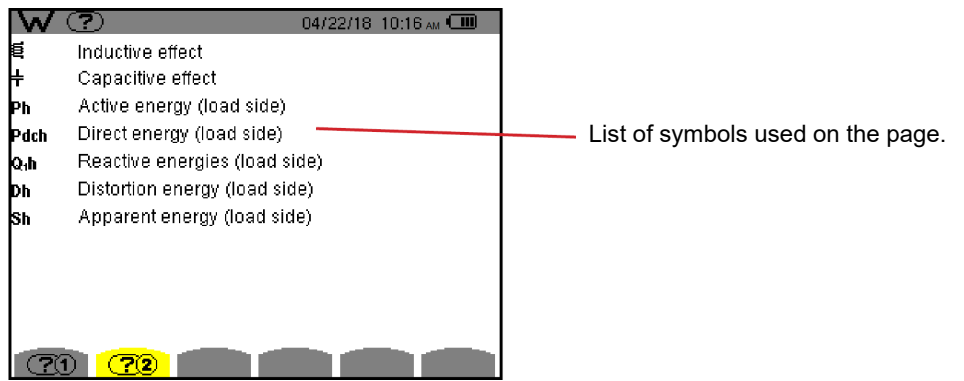 W ? 04/22/18 10:16 AM
Inductive effect
Capacitive effect
Ph Active energy (load side)
Pdch Direct energy (load side)
List of symbols used on the page.
Q₁h Reactive energies (load side)
Dh Distortion energy (load side)
Sh Apparent energy (load side)
?1 ?2